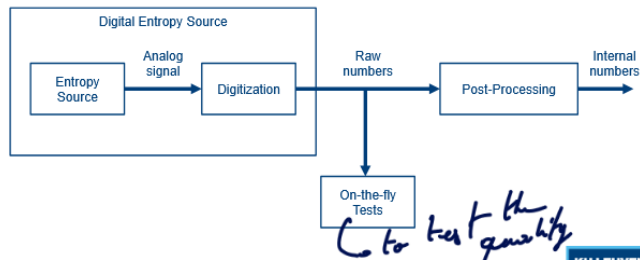 Digital Entropy Source
Analog
signal
Raw
numbers
Internal
numbers
Entropy
Source
Digitization
Post-Processing
On-the-fly
Tests
to test the